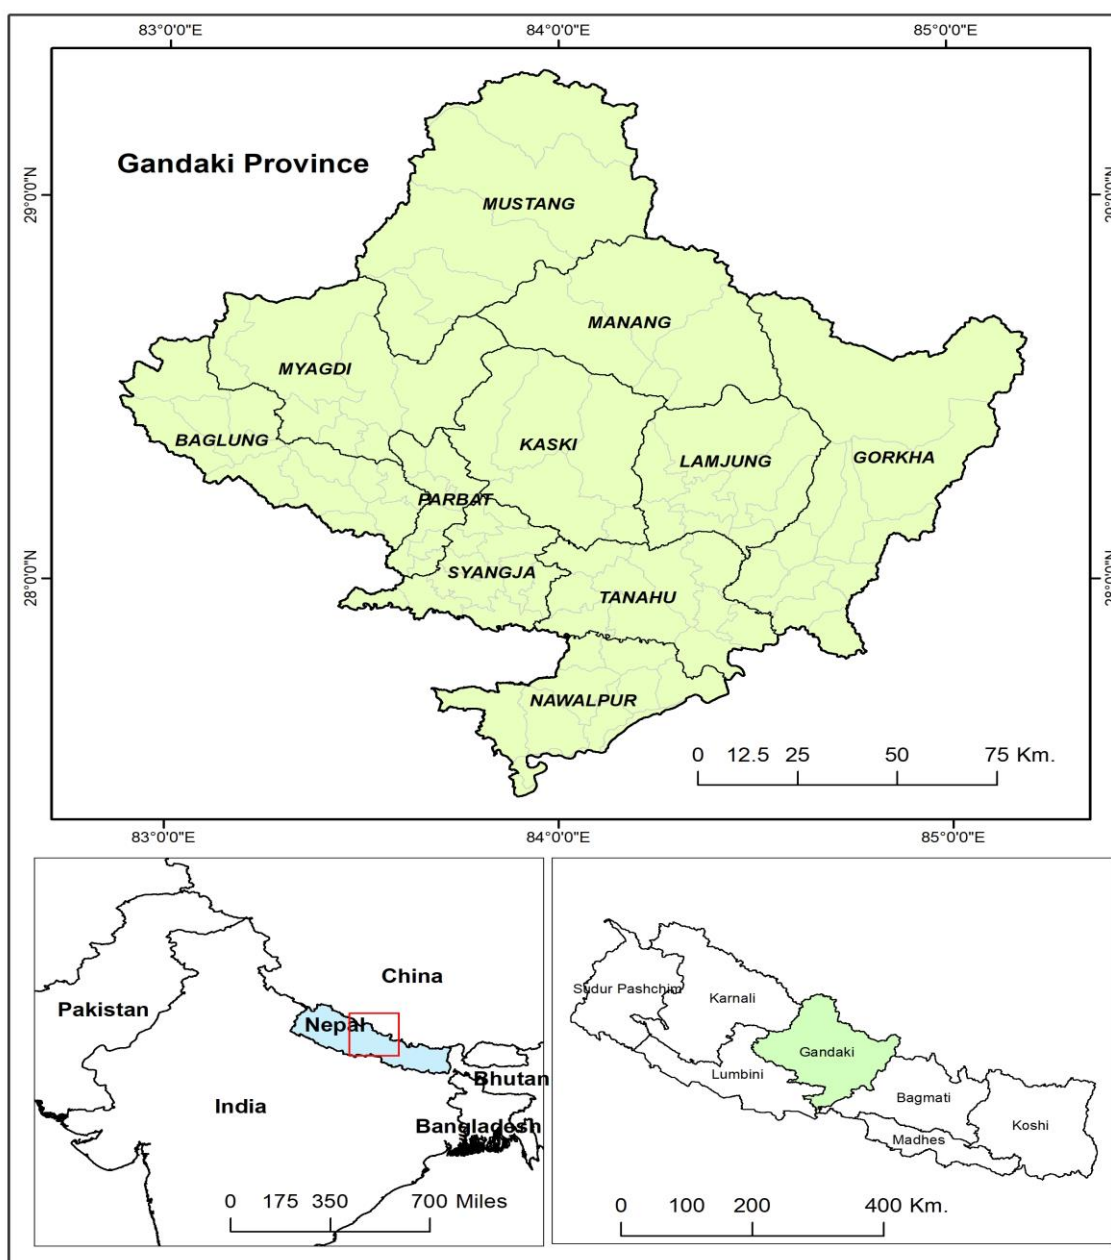 83°0'0"E 84°0'0"E 85°0'0"E
Gandaki Province
29°0'0"N
29°0'0"N
MUSTANG
MANANG
MYAGDI
BAGLUNG
KASKI
LAMJUNG
GORKHA
PARBAT
28°0'0"N
28°0'0"N
SYANGJA
TANAHU
NAWALPUR
0 12.5 25 50 75 Km.
83°0'0"E 84°0'0"E 85°0'0"E
China
Pakistan
Nepal
India
Bhutan
Bangladesh
0 175 350 700 Miles
Sudur Pashchim
Karnali
Gandaki
Lumbini
Bagmati
Koshi
Madhes
0 100 200 400 Km.